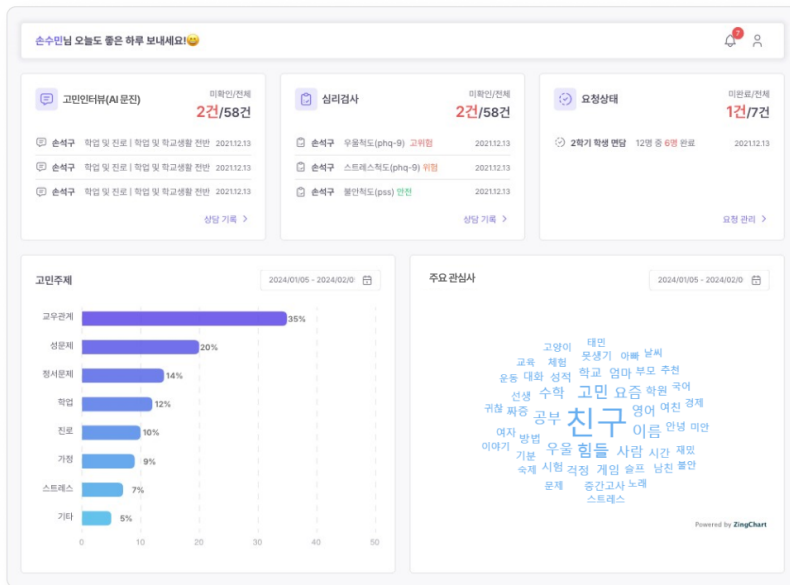 손수민님 오늘도 좋은 하루 보내세요!😀
7
고민인터뷰(AI 문진)
미확인/전체
2건/58건
손석구 학업 및 진로 | 학업 및 학교생활 전반 2021.12.13
손석구 학업 및 진로 | 학업 및 학교생활 전반 2021.12.13
손석구 학업 및 진로 | 학업 및 학교생활 전반 2021.12.13
상담 기록 >
심리검사
미확인/전체
2건/58건
손석구 우울척도(phq-9) 고위험 2021.12.13
손석구 스트레스척도(phq-9) 위험 2021.12.13
손석구 불안척도(pss) 안전 2021.12.13
상담 기록 >
요청상태
미완료/전체
1건/7건
2학기 학생 면담 12명 중 6명 완료 2021.12.13
요청 관리 >
고민주제
2024/01/05 - 2024/02/0
교우관계 35%
성문제 20%
정서문제 14%
학업 12%
진로 10%
가정 9%
스트레스 7%
기타 5%
0 10 20 30 40 50
주요 관심사
2024/01/05 - 2024/02/0
고양이 태민
교육 체험 못생기 아빠 날씨
운동 대화 성적 학교 엄마 부모 추천
선생 수학 고민 요즘 학원 국어
귀찮 짜증 공부 친구 영어 여친 경제
여자 방법 이름 안녕 미안
이야기 기분 우울 힘들 사람 시간 재밌
숙제 시험 걱정 게임 슬프 남친 불안
문제 중간고사 노래
스트레스
Powered by ZingChart